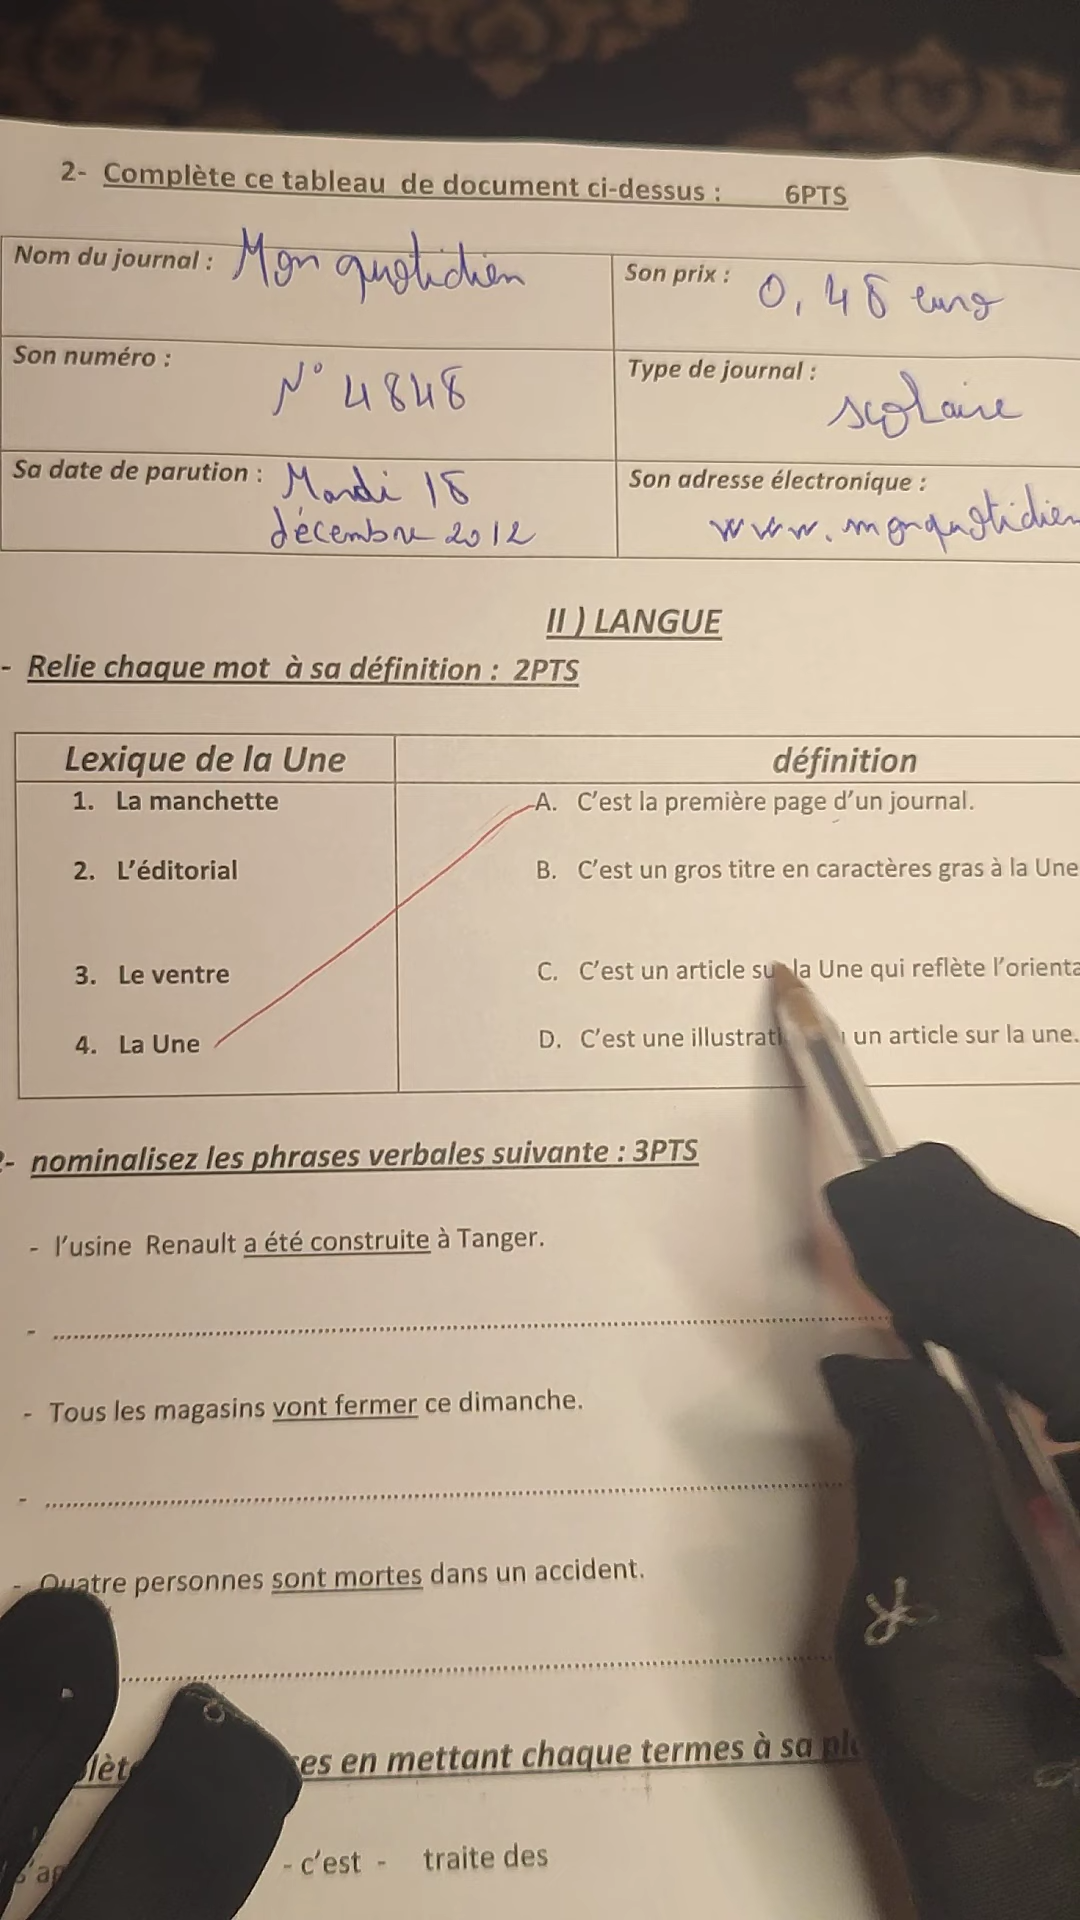 2- Complète ce tableau de document ci-dessus : 6PTS
Nom du journal : Mon quotidien
Son prix : 0,48 euro
Son numéro : N° 4848
Type de journal : scolaire
Sa date de parution : Mardi 18
décembre 2012
Son adresse électronique :
www.monquotidien
II ) LANGUE
- Relie chaque mot à sa définition : 2PTS
Lexique de la Une
définition
1. La manchette
A. C'est la première page d'un journal.
2. L'éditorial
B. C'est un gros titre en caractères gras à la Une
3. Le ventre
C. C'est un article su la Une qui reflète l'orienta
4. La Une
D. C'est une illustrati un article sur la une.
- nominalisez les phrases verbales suivante : 3PTS
- l'usine Renault a été construite à Tanger.
- Tous les magasins vont fermer ce dimanche.
- Quatre personnes sont mortes dans un accident.
lèt es en mettant chaque termes à sa pl
- c'est - traite des